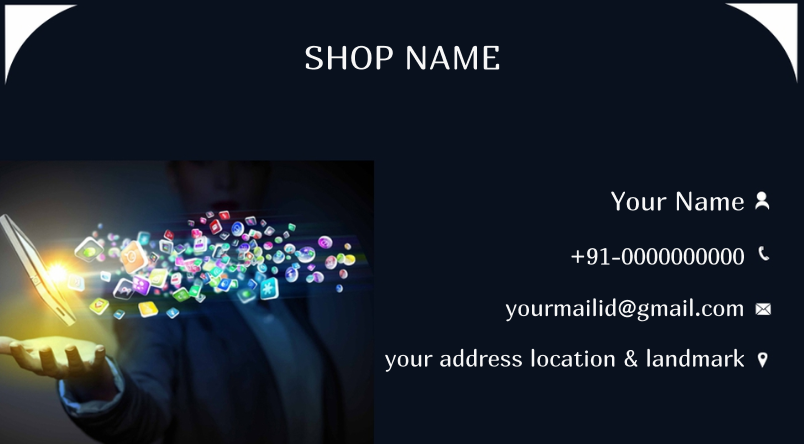 SHOP NAME
Your Name
+91-0000000000
yourmailid@gmail.com
your address location & landmark